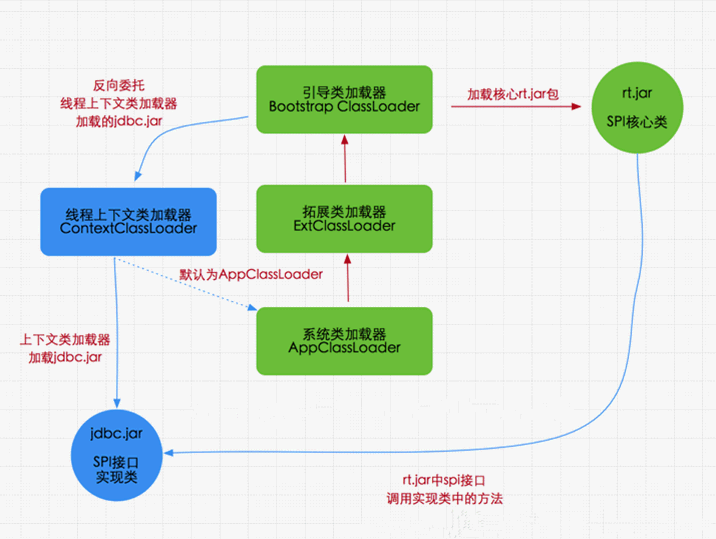 反向委托
线程上下文类加载器
加载的jdbc.jar
引导类加载器
Bootstrap ClassLoader
加载核心rt.jar包
rt.jar
SPI核心类
线程上下文类加载器
ContextClassLoader
拓展类加载器
ExtClassLoader
默认为AppClassLoader
系统类加载器
AppClassLoader
上下文类加载器
加载jdbc.jar
jdbc.jar
SPI接口
实现类
rt.jar中spi接口
调用实现类中的方法